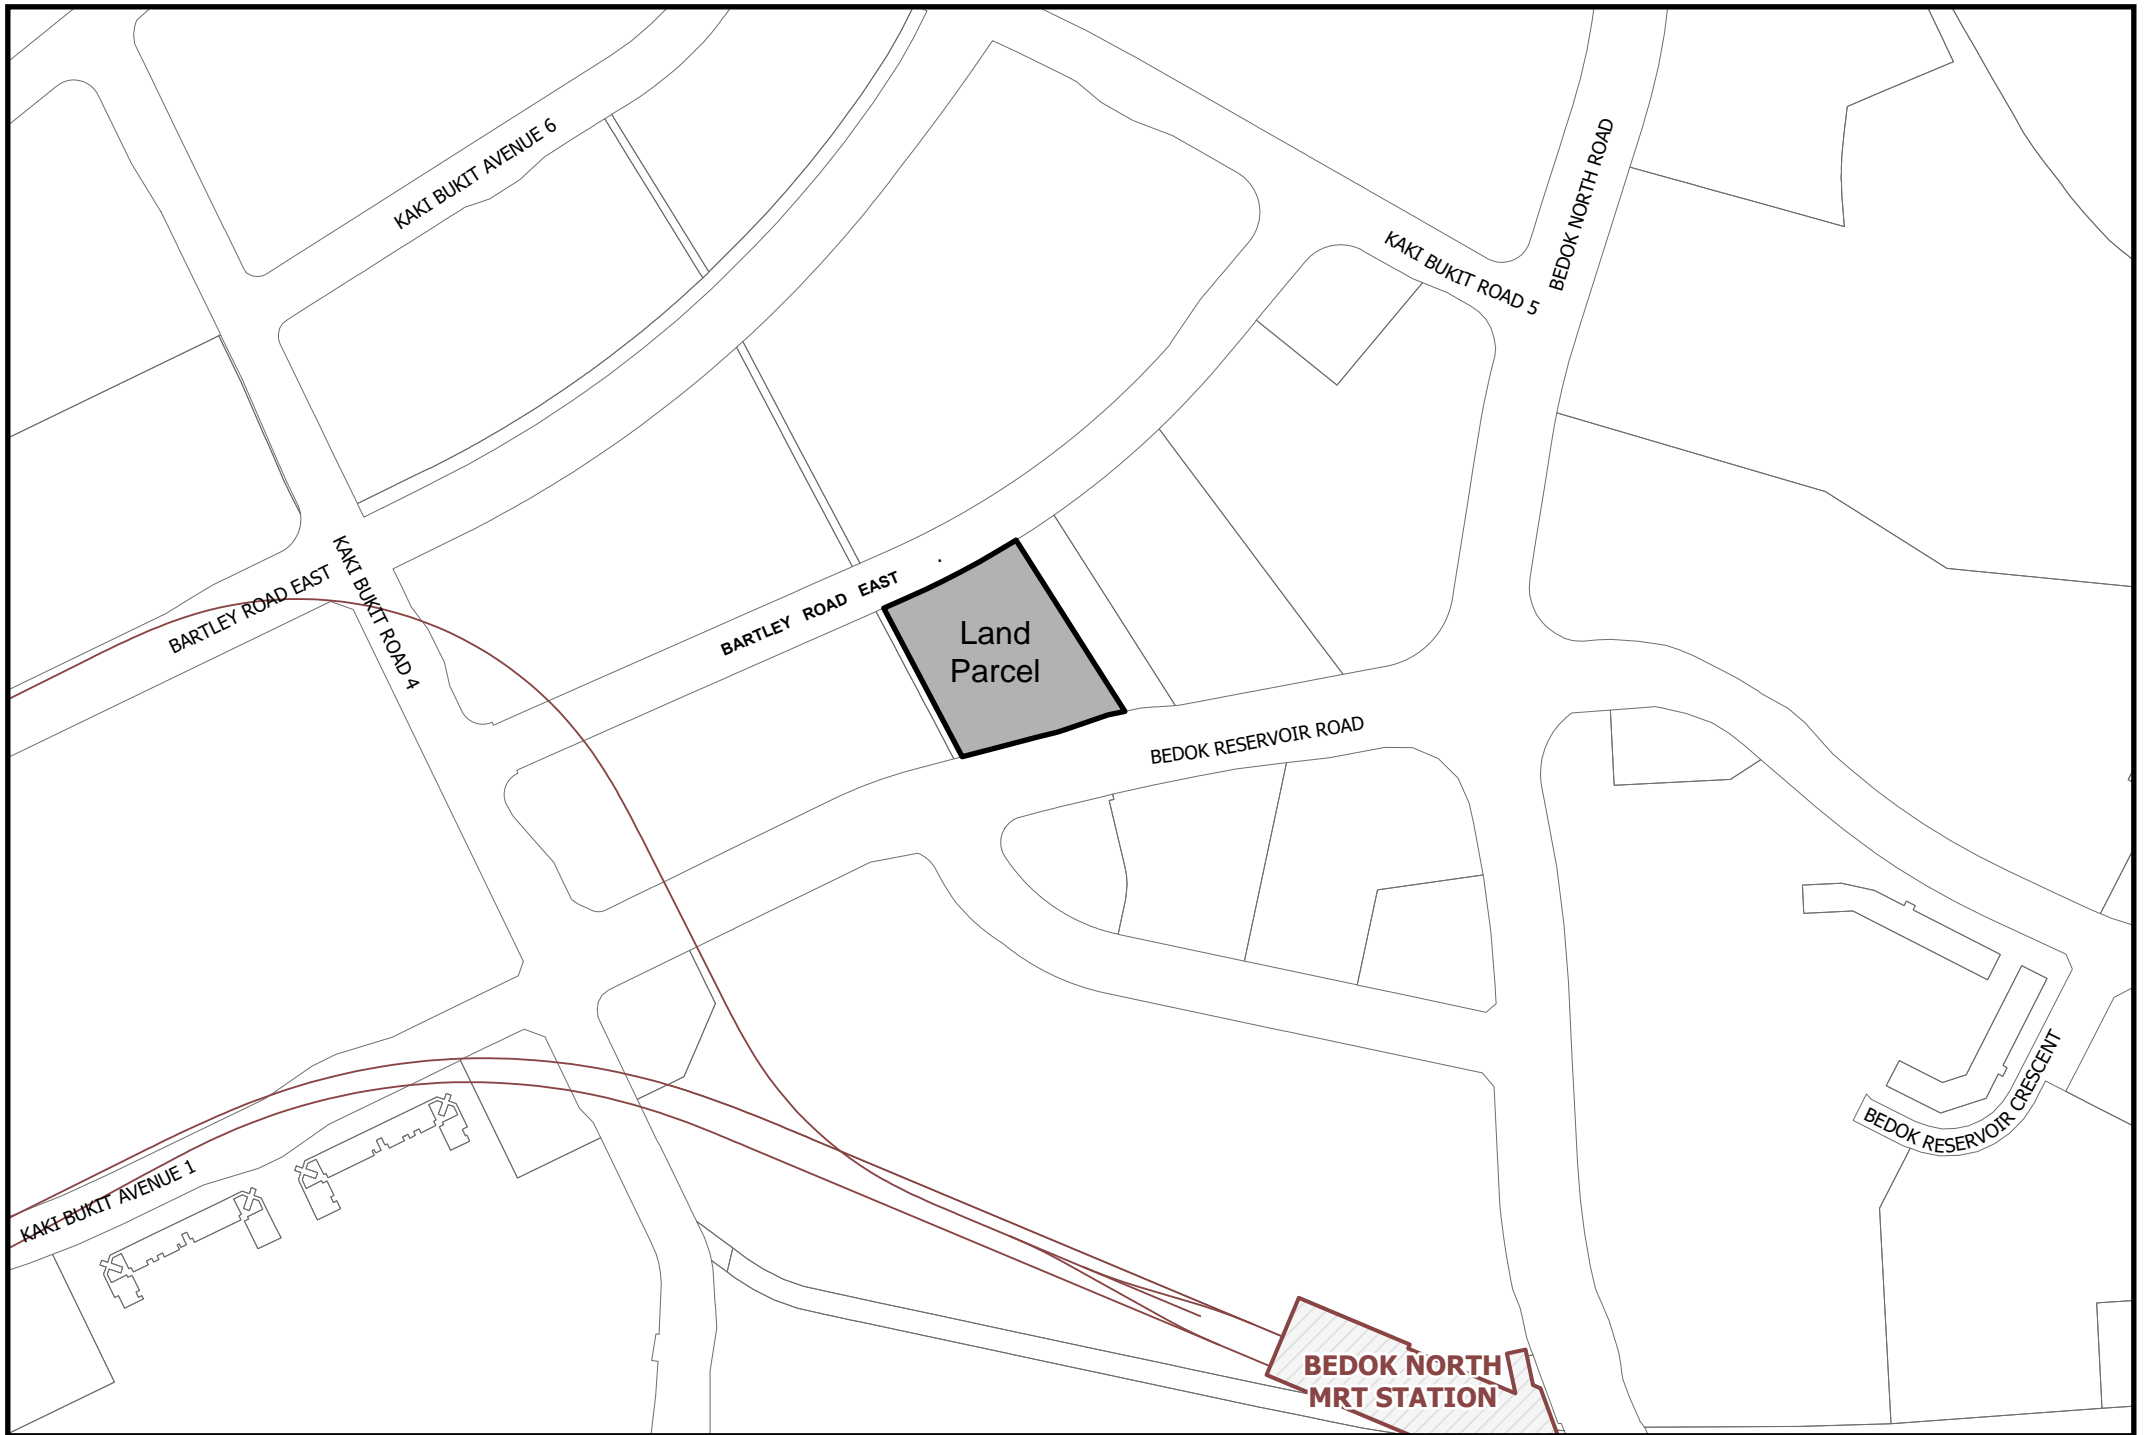 KAKI BUKIT AVENUE 6
BEDOK NORTH ROAD
KAKI BUKIT ROAD 5
BARTLEY ROAD EAST
KAKI BUKIT ROAD 4
BARTLEY ROAD EAST
Land
Parcel
BEDOK RESERVOIR ROAD
BEDOK RESERVOIR CRESCENT
KAKI BUKIT AVENUE 1
BEDOK NORTH
MRT STATION